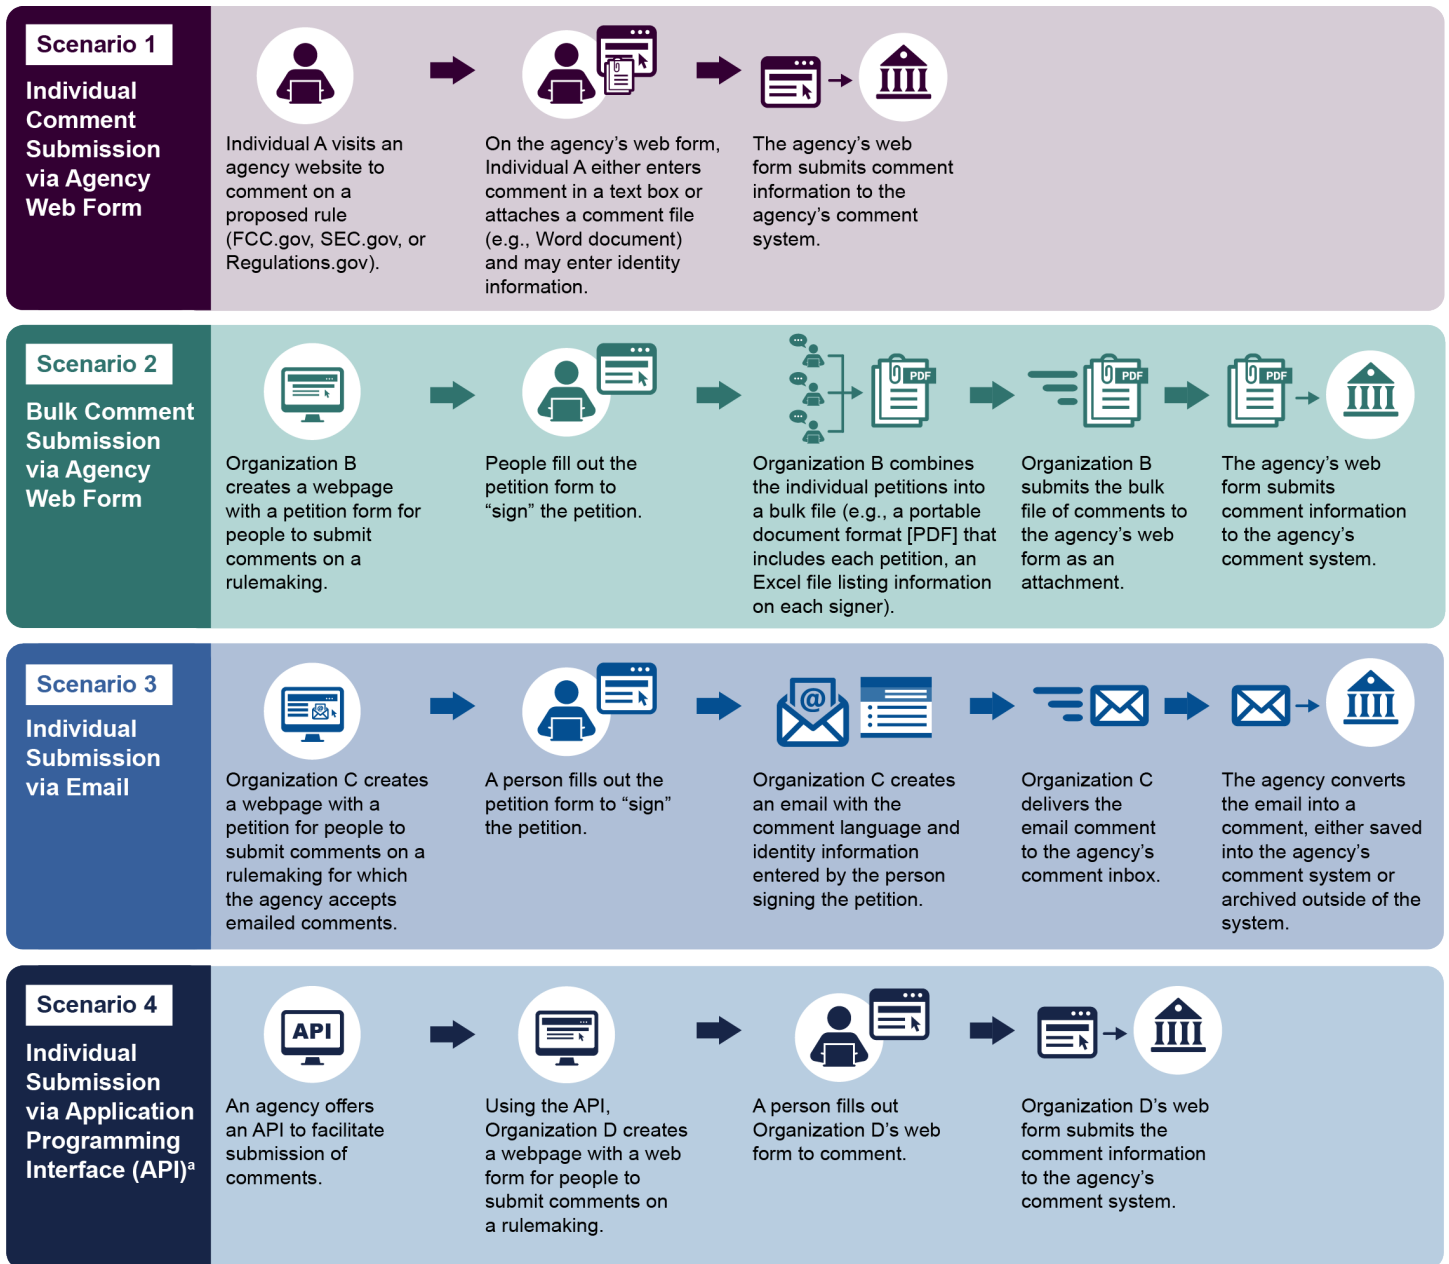 Scenario 1
Individual
Comment
Submission
via Agency
Web Form
Individual A visits an
agency website to
comment on a
proposed rule
(FCC.gov, SEC.gov, or
Regulations.gov).
On the agency’s web form,
Individual A either enters
comment in a text box or
attaches a comment file
(e.g., Word document)
and may enter identity
information.
The agency’s web
form submits comment
information to the
agency’s comment
system.
Scenario 2
Bulk Comment
Submission
via Agency
Web Form
Organization B
creates a webpage
with a petition form for
people to submit
comments on a
rulemaking.
People fill out the
petition form to
“sign” the petition.
PDF
Organization B combines
the individual petitions into
a bulk file (e.g., a portable
document format [PDF] that
includes each petition, an
Excel file listing information
on each signer).
PDF
Organization B
submits the bulk
file of comments to
the agency’s web
form as an
attachment.
PDF
The agency’s web
form submits
comment information
to the agency’s
comment system.
Scenario 3
Individual
Submission
via Email
Organization C creates
a webpage with a
petition for people to
submit comments on a
rulemaking for which
the agency accepts
emailed comments.
A person fills out the
petition form to “sign”
the petition.
@
Organization C creates
an email with the
comment language and
identity information
entered by the person
signing the petition.
Organization C
delivers the
email comment
to the agency’s
comment inbox.
The agency converts
the email into a
comment, either saved
into the agency’s
comment system or
archived outside of the
system.
Scenario 4
Individual
Submission
via Application
Programming
Interface (API)ᵃ
API
An agency offers
an API to facilitate
submission of
comments.
Using the API,
Organization D creates
a webpage with a web
form for people to
submit comments on
a rulemaking.
A person fills out
Organization D’s web
form to comment.
Organization D’s web
form submits the
comment information
to the agency’s
comment system.